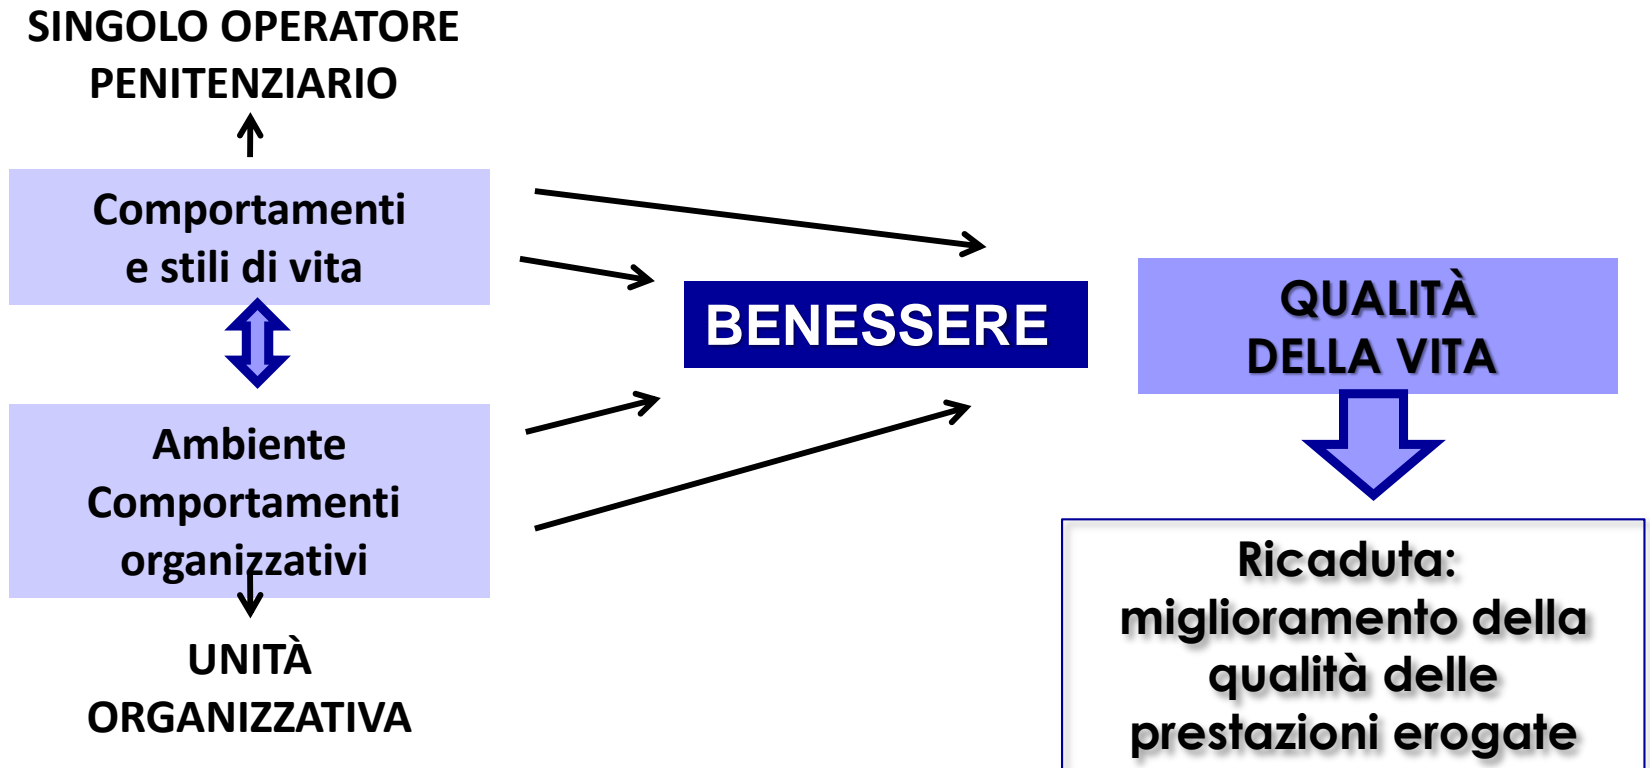 SINGOLO OPERATORE
PENITENZIARIO
Comportamenti
e stili di vita
Ambiente
Comportamenti
organizzativi
UNITÀ
ORGANIZZATIVA
BENESSERE
QUALITÀ
DELLA VITA
Ricaduta:
miglioramento della
qualità delle
prestazioni erogate